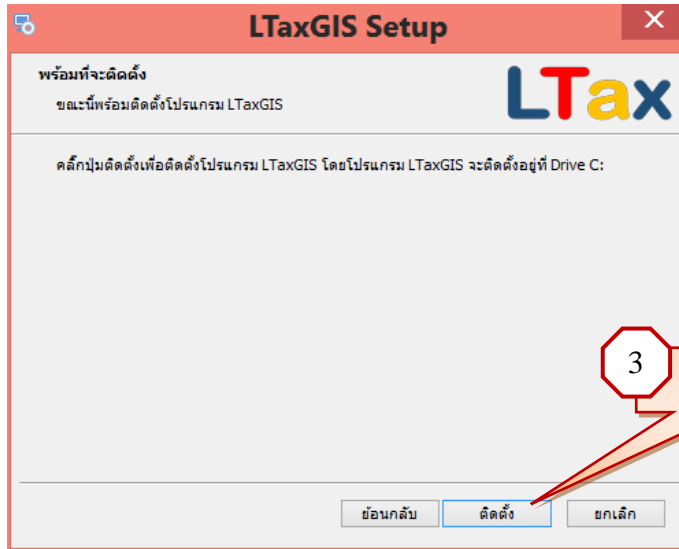 LTaxGIS Setup
พร้อมที่จะติดตั้ง
ขณะนี้พร้อมติดตั้งโปรแกรม LTaxGIS
LTax
คลิ๊กปุ่มติดตั้งเพื่อติดตั้งโปรแกรม LTaxGIS โดยโปรแกรม LTaxGIS จะติดตั้งอยู่ที่ Drive C:
3
ย้อนกลับ ติดตั้ง ยกเลิก